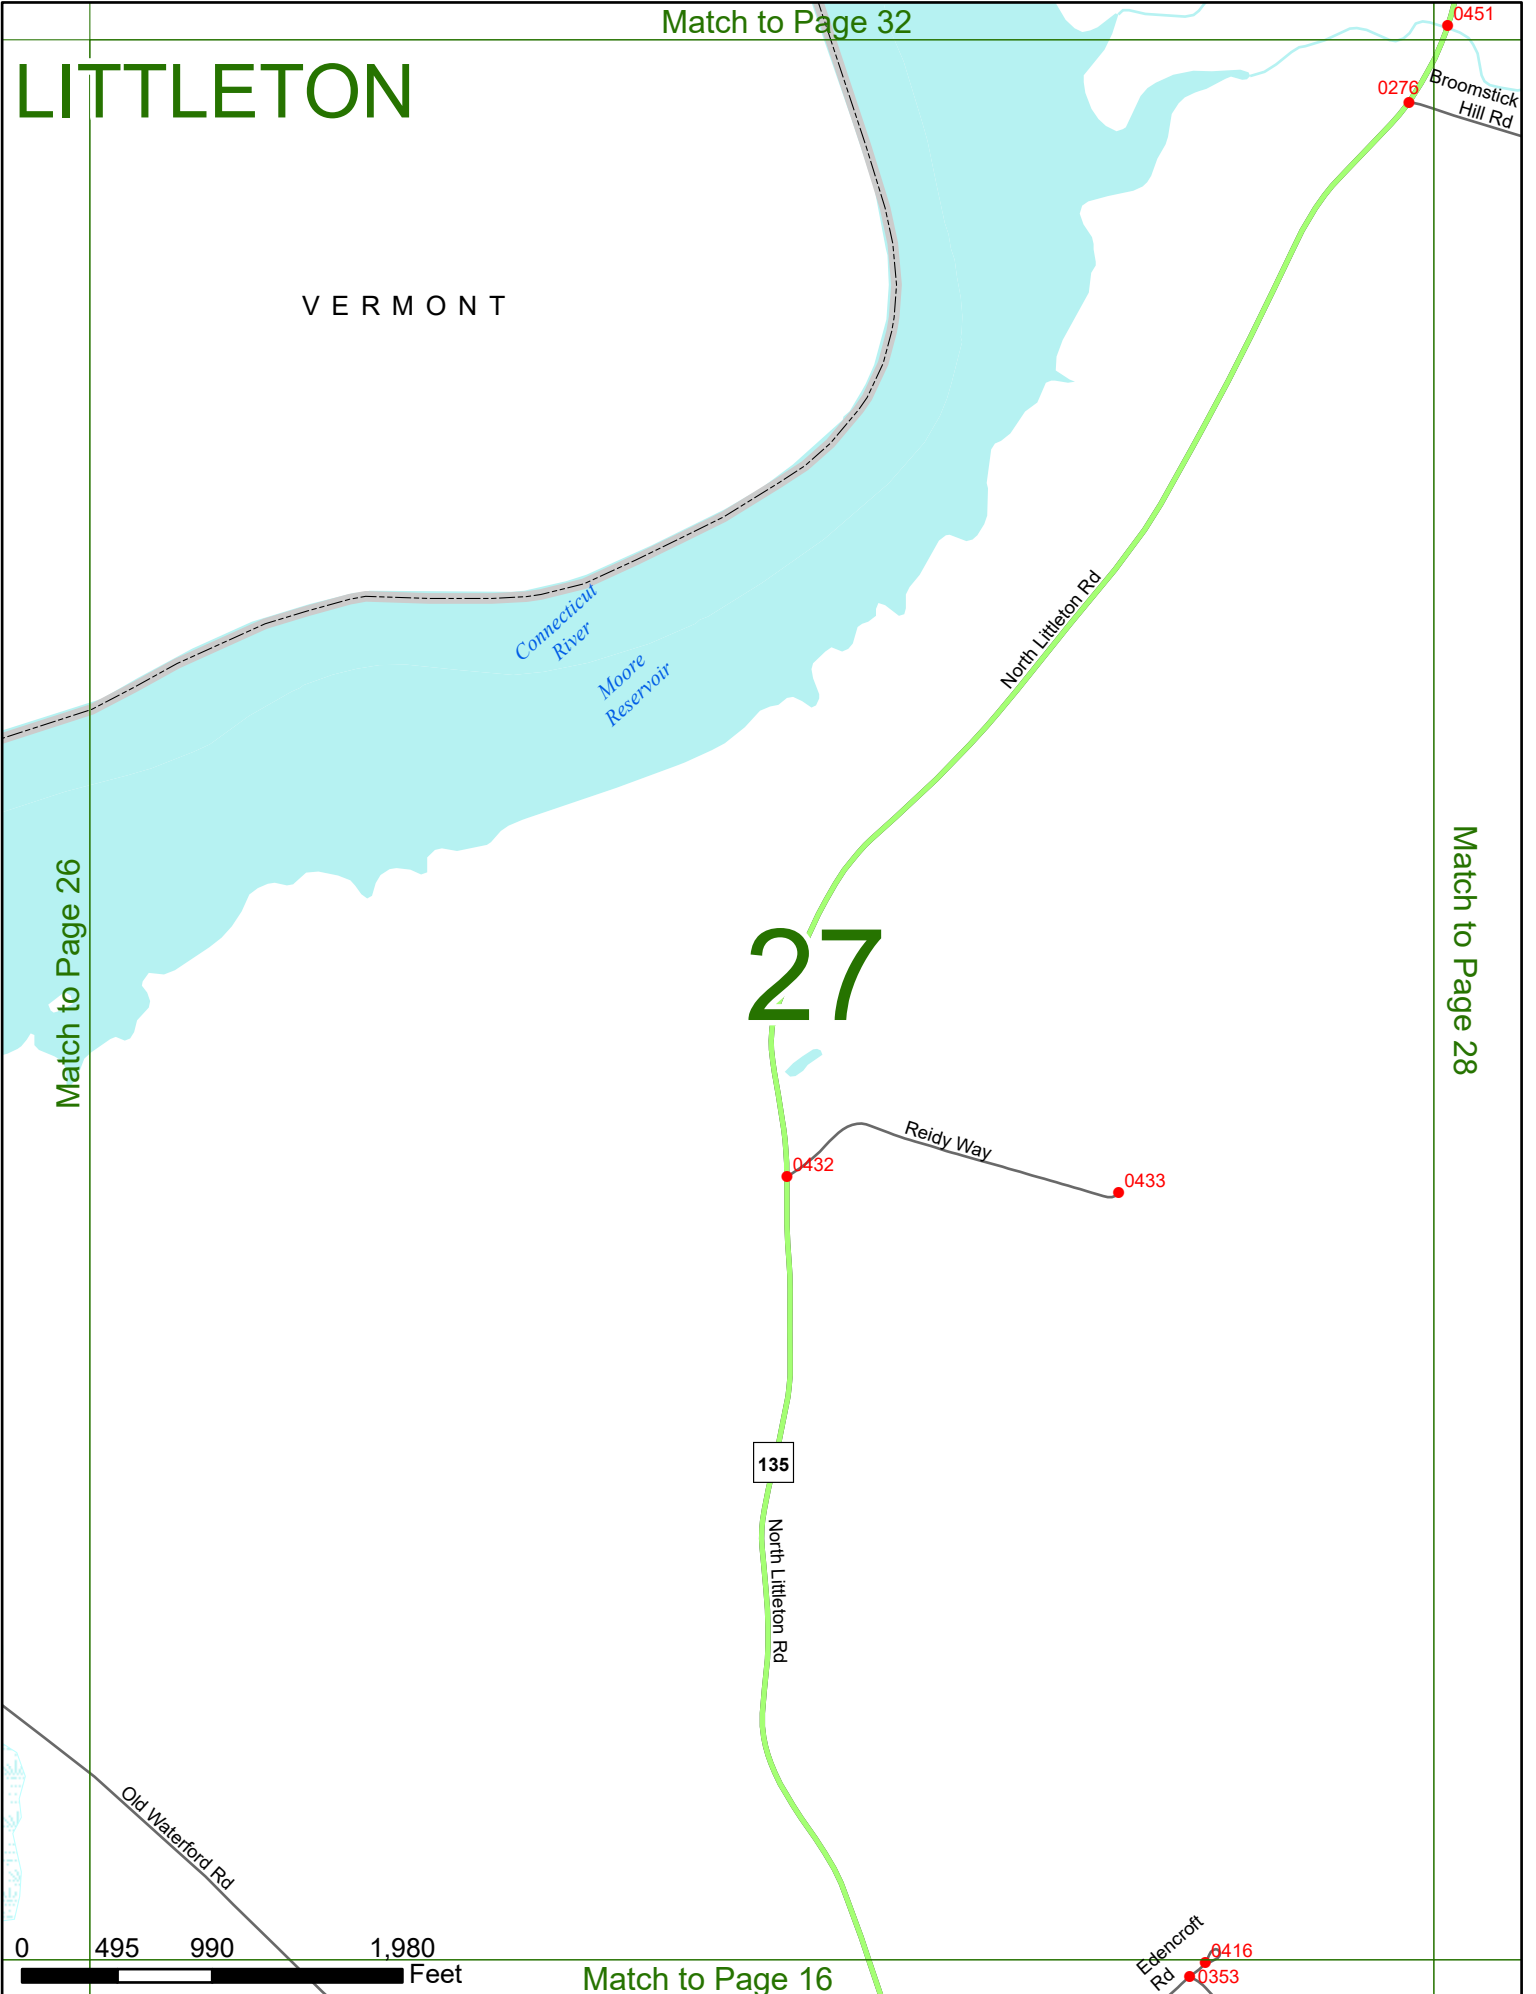 Match to Page 32
0451
LITTLETON
0276
Broomstick
Hill Rd
VERMONT
North Littleton Rd
Connecticut
River
Moore
Reservoir
Match to Page 26
Match to Page 28
27
Reidy Way
0432
0433
135
North Littleton Rd
Old Waterford Rd
Edencroft
Rd
0416
0353
0 495 990 1,980
Feet
Match to Page 16